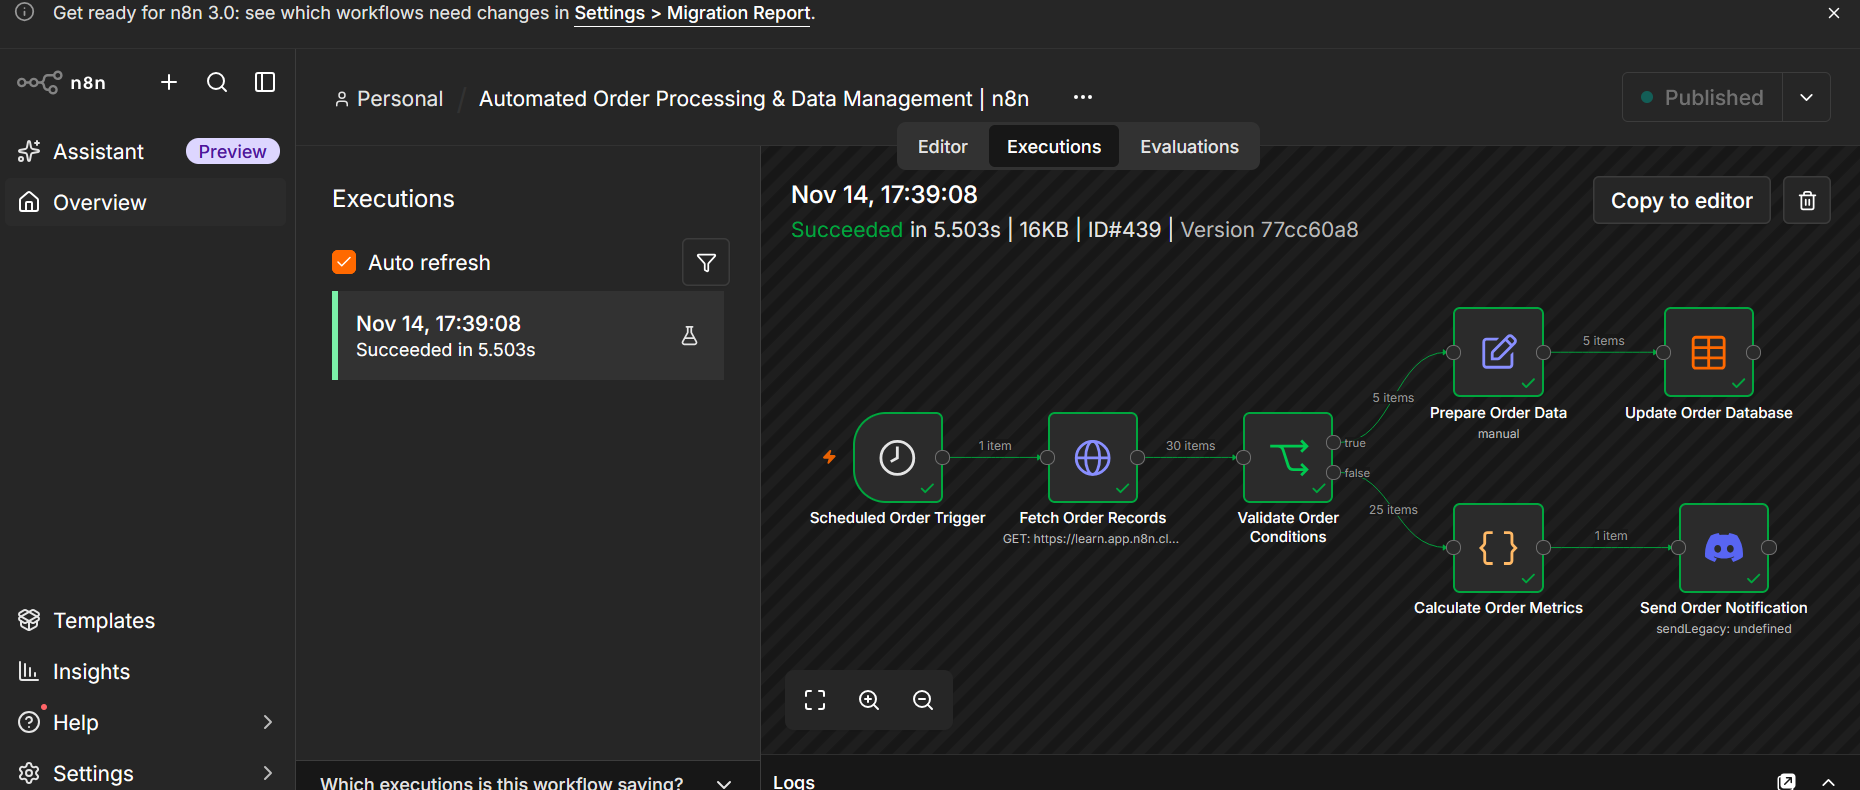 Get ready for n8n 3.0: see which workflows need changes in Settings > Migration Report.
n8n
Assistant
Preview
Overview
Templates
Insights
Help
Settings
Personal / Automated Order Processing & Data Management | n8n
Published
Editor
Executions
Evaluations
Executions
Auto refresh
Nov 14, 17:39:08
Succeeded in 5.503s
Which executions is this workflow saving?
Nov 14, 17:39:08
Succeeded in 5.503s | 16KB | ID#439 | Version 77cc60a8
Copy to editor
Scheduled Order Trigger
1 item
Fetch Order Records
GET: https://learn.app.n8n.cl...
30 items
Validate Order
Conditions
true
false
5 items
Prepare Order Data
manual
5 items
Update Order Database
25 items
Calculate Order Metrics
1 item
Send Order Notification
sendLegacy: undefined
Logs